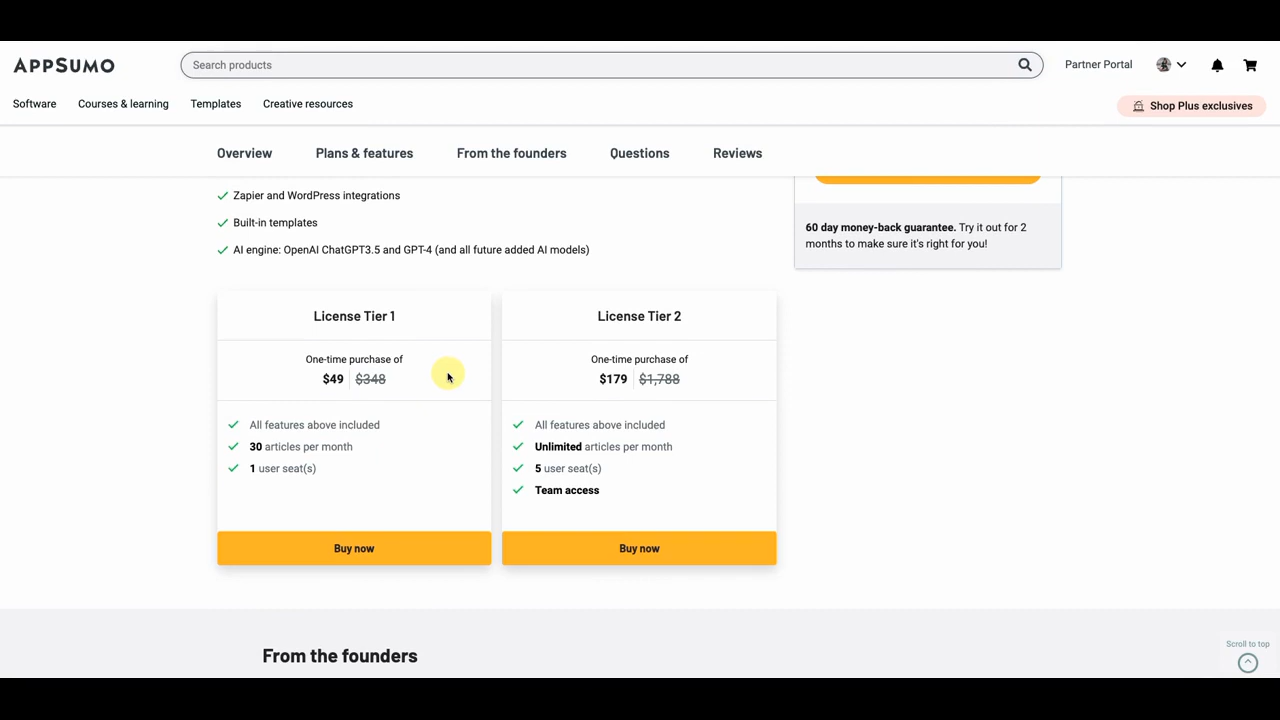 APPSUMO
Search products
Partner Portal
Software
Courses & learning
Templates
Creative resources
Shop Plus exclusives
Overview
Plans & features
From the founders
Questions
Reviews
Zapier and WordPress integrations
Built-in templates
AI engine: OpenAI ChatGPT3.5 and GPT-4 (and all future added AI models)
60 day money-back guarantee. Try it out for 2
months to make sure it's right for you!
License Tier 1
One-time purchase of
$49 $348
All features above included
30 articles per month
1 user seat(s)
Buy now
License Tier 2
One-time purchase of
$179 $1,788
All features above included
Unlimited articles per month
5 user seat(s)
Team access
Buy now
From the founders
Scroll to top